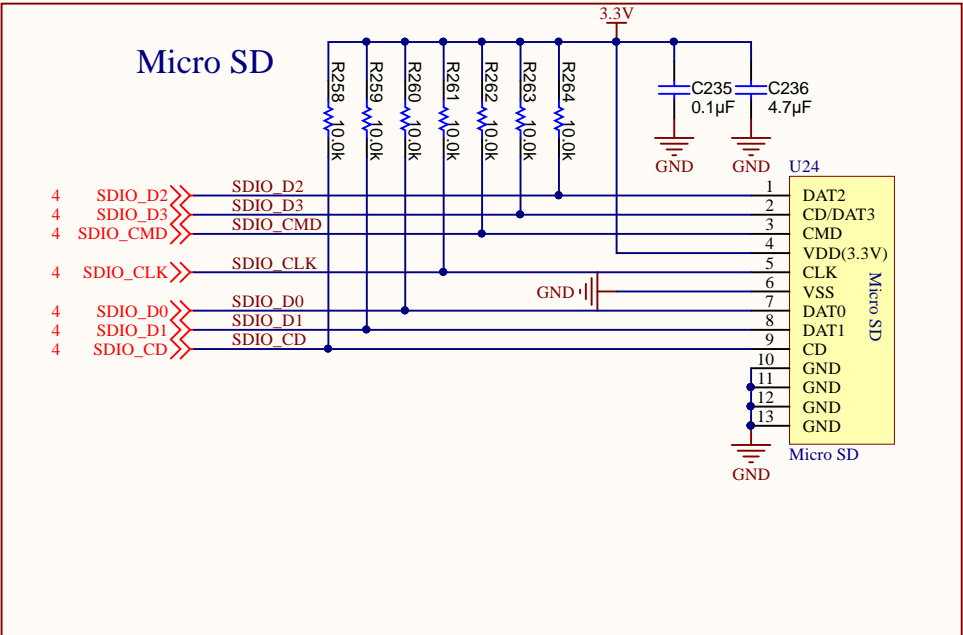 3.3V
Micro SD
R258 10.0k
R259 10.0k
R260 10.0k
R261 10.0k
R262 10.0k
R263 10.0k
R264 10.0k
C235
0.1µF
GND
C236
4.7µF
GND
U24
4 SDIO_D2 SDIO_D2 1 DAT2
4 SDIO_D3 SDIO_D3 2 CD/DAT3
4 SDIO_CMD SDIO_CMD 3 CMD
4 VDD(3.3V)
4 SDIO_CLK SDIO_CLK 5 CLK
GND 6 VSS
4 SDIO_D0 SDIO_D0 7 DAT0
4 SDIO_D1 SDIO_D1 8 DAT1
4 SDIO_CD SDIO_CD 9 CD
10 GND
11 GND
12 GND
13 GND
Micro SD
Micro SD
GND